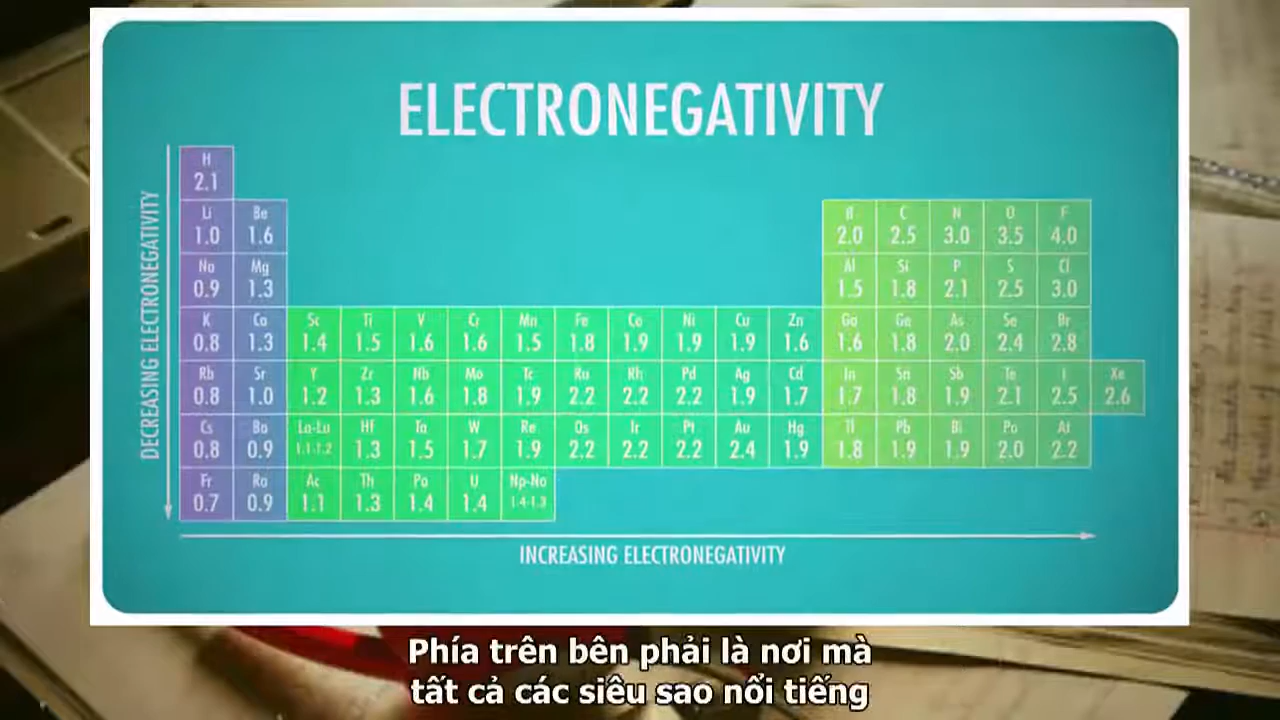 ELECTRONEGATIVITY
DECREASING ELECTRONEGATIVITY
H
2.1
Li Be B C N O F
1.0 1.6 2.0 2.5 3.0 3.5 4.0
Na Mg Al Si P S Cl
0.9 1.3 1.5 1.8 2.1 2.5 3.0
K Ca Sc Ti V Cr Mn Fe Co Ni Cu Zn Ga Ge As Se Br
0.8 1.3 1.4 1.5 1.6 1.6 1.5 1.8 1.9 1.9 1.9 1.6 1.6 1.8 2.0 2.4 2.8
Rb Sr Y Zr Nb Mo Tc Ru Rh Pd Ag Cd In Sn Sb Te I Xe
0.8 1.0 1.2 1.3 1.6 1.8 1.9 2.2 2.2 2.2 1.9 1.7 1.7 1.8 1.9 2.1 2.5 2.6
Cs Ba La-Lu Hf Ta W Re Os Ir Pt Au Hg Tl Pb Bi Po At
0.8 0.9 1.1-1.2 1.3 1.5 1.7 1.9 2.2 2.2 2.2 2.4 1.9 1.8 1.9 1.9 2.0 2.2
Fr Ra Ac Th Pa U Np-No
0.7 0.9 1.1 1.3 1.4 1.4 1.4-1.3
INCREASING ELECTRONEGATIVITY
Phía trên bên phải là nơi mà
tất cả các siêu sao nổi tiếng